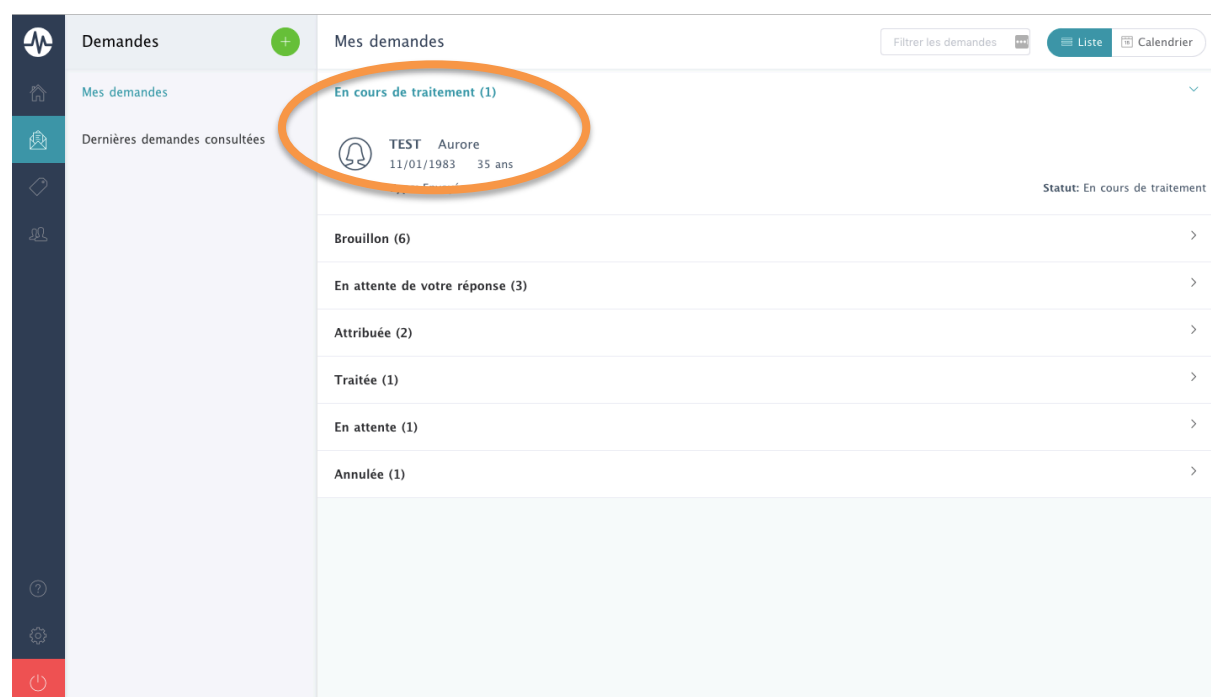 Demandes
Mes demandes
Dernières demandes consultées
Mes demandes
Filtrer les demandes
Liste
Calendrier
En cours de traitement (1)
TEST Aurore
11/01/1983 35 ans
Statut: En cours de traitement
Brouillon (6)
En attente de votre réponse (3)
Attribuée (2)
Traitée (1)
En attente (1)
Annulée (1)